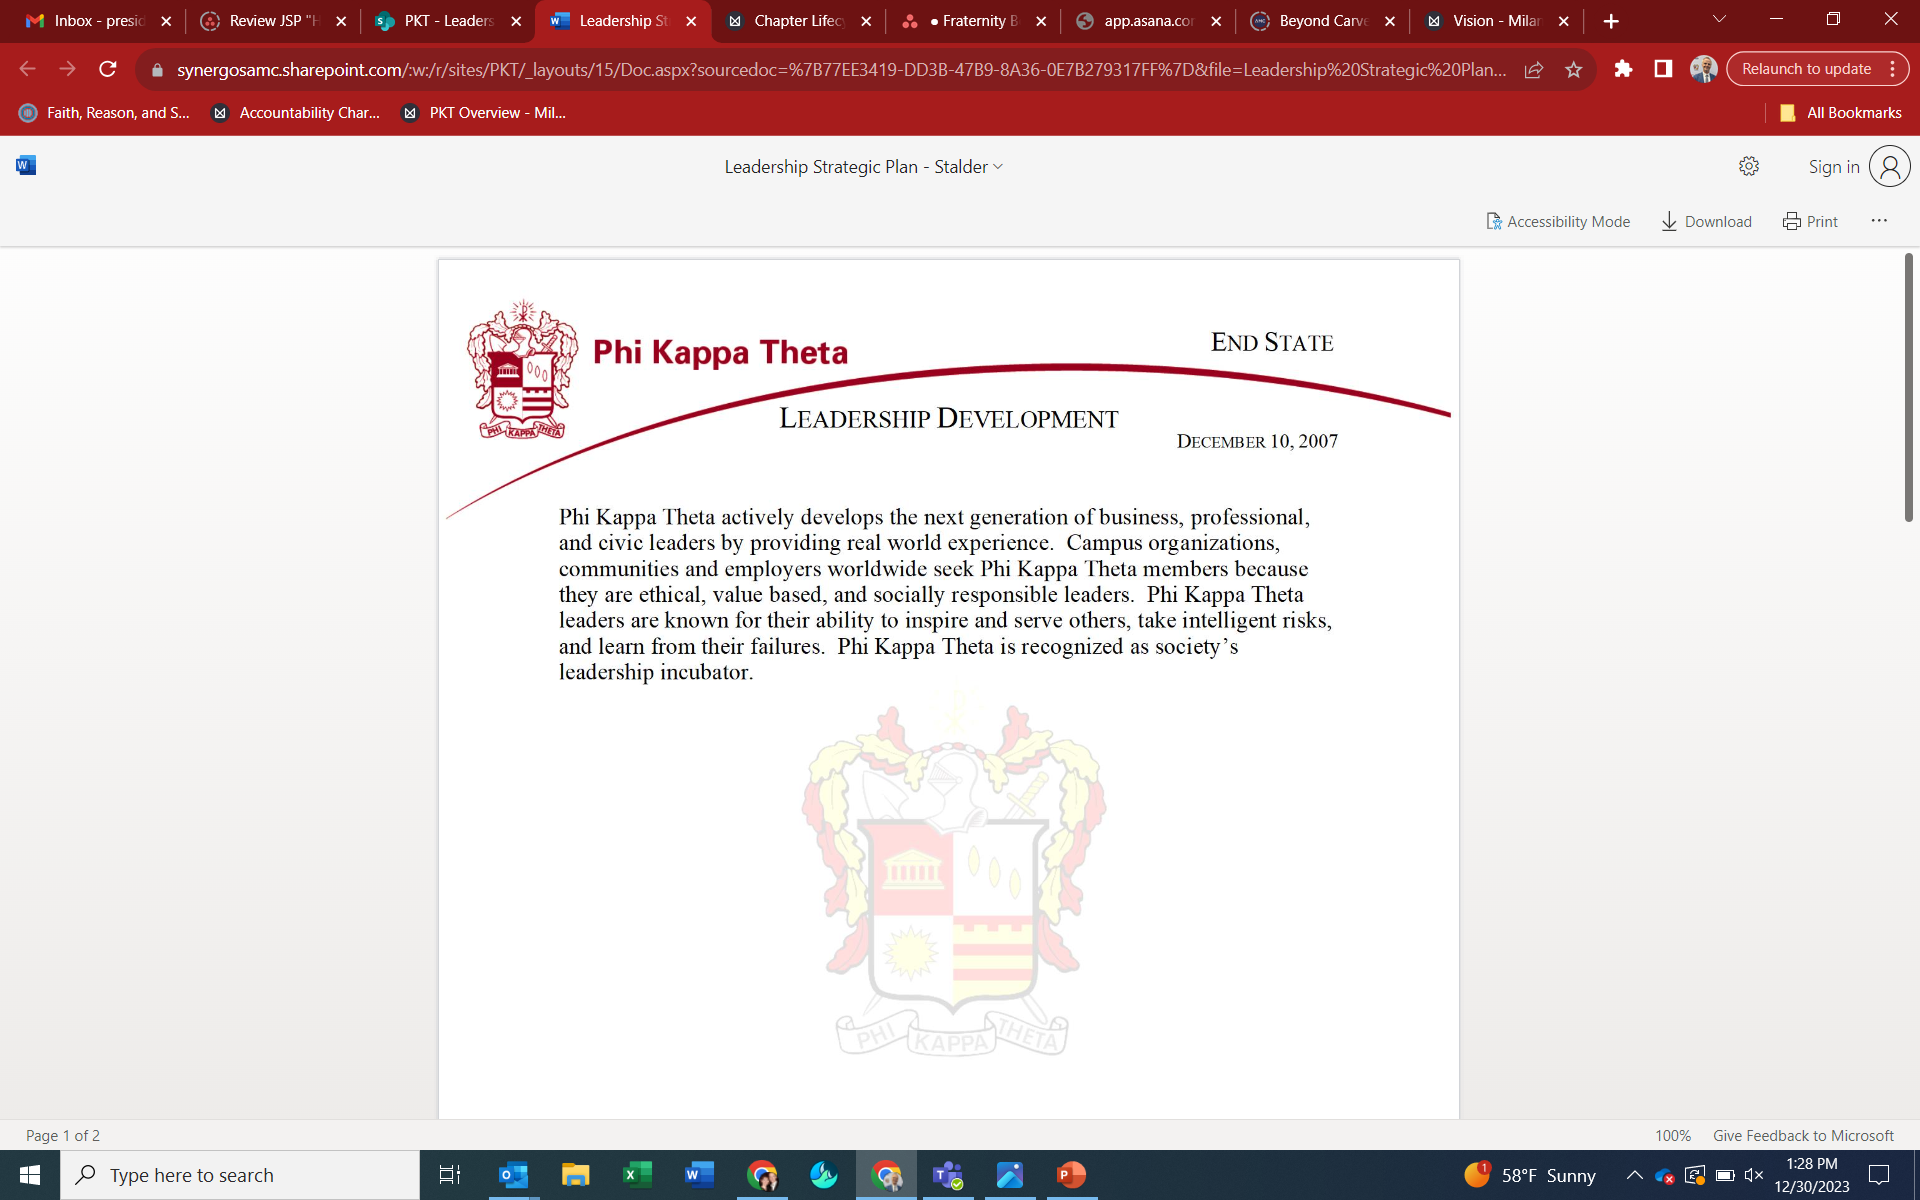 Inbox - presid
Review JSP "H
PKT - Leaders
Leadership St
Chapter Lifecy
• Fraternity B
app.asana.co
Beyond Carve
Vision - Milan
synergosamc.sharepoint.com/:w:/r/sites/PKT/_layouts/15/Doc.aspx?sourcedoc=%7B77EE3419-DD3B-47B9-8A36-0E7B279317FF%7D&file=Leadership%20Strategic%20Plan...
Relaunch to update
Faith, Reason, and S...
Accountability Char...
PKT Overview - Mil...
All Bookmarks
Leadership Strategic Plan - Stalder
Sign in
Accessibility Mode
Download
Print
Phi Kappa Theta
END STATE
LEADERSHIP DEVELOPMENT
DECEMBER 10, 2007
PHI KAPPA THETA
Phi Kappa Theta actively develops the next generation of business, professional,
and civic leaders by providing real world experience.  Campus organizations,
communities and employers worldwide seek Phi Kappa Theta members because
they are ethical, value based, and socially responsible leaders.  Phi Kappa Theta
leaders are known for their ability to inspire and serve others, take intelligent risks,
and learn from their failures.  Phi Kappa Theta is recognized as society’s
leadership incubator.
PHI KAPPA THETA
Page 1 of 2
100%
Give Feedback to Microsoft
Type here to search
1
58°F Sunny
1:28 PM
12/30/2023